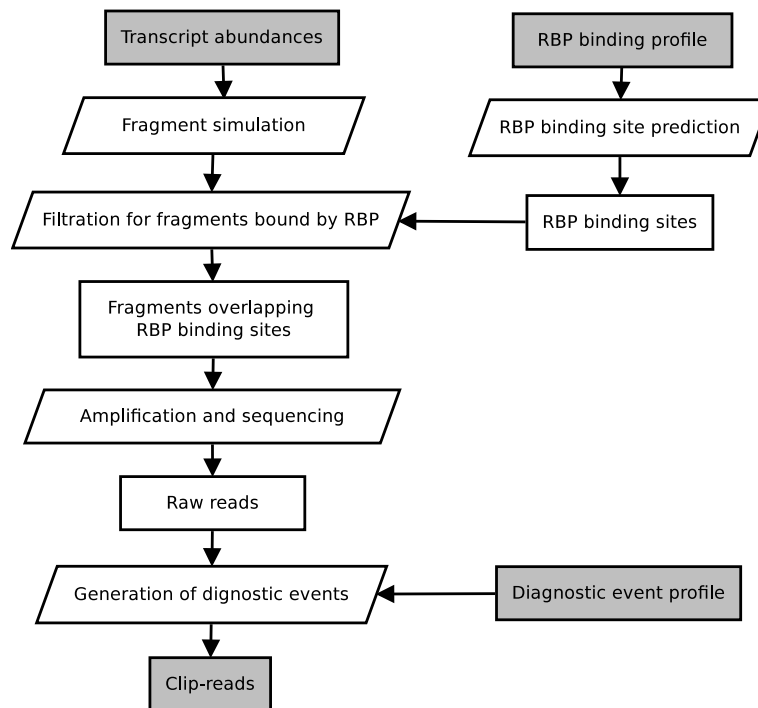 Transcript abundances
RBP binding profile
Fragment simulation
RBP binding site prediction
Filtration for fragments bound by RBP
RBP binding sites
Fragments overlapping
RBP binding sites
Amplification and sequencing
Raw reads
Generation of dignostic events
Diagnostic event profile
Clip-reads